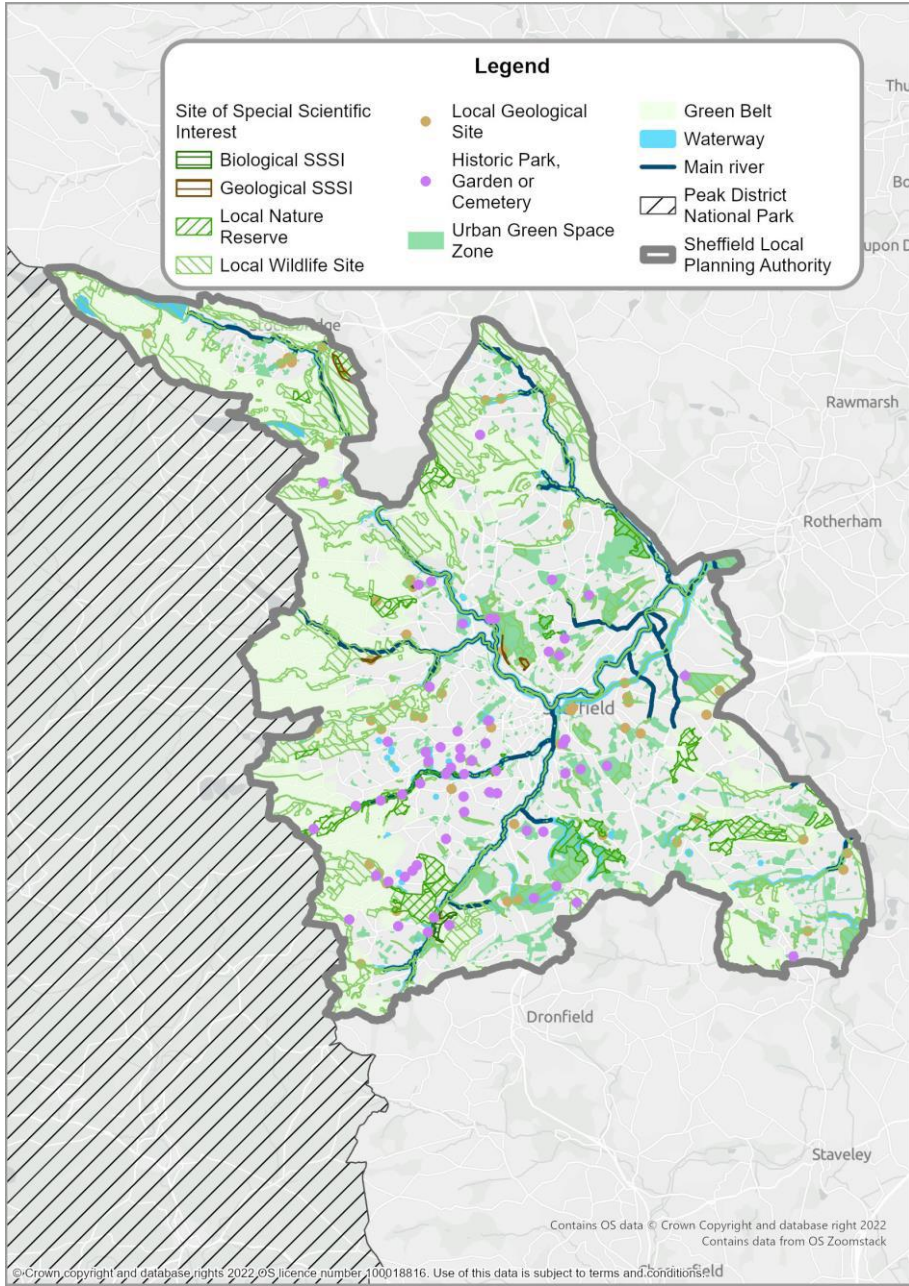 Legend
Site of Special Scientific
Interest
Biological SSSI
Geological SSSI
Local Nature
Reserve
Local Wildlife Site
Local Geological
Site
Historic Park,
Garden or
Cemetery
Urban Green Space
Zone
Green Belt
Waterway
Main river
Peak District
National Park
Sheffield Local
Planning Authority
Thu
upon D
Rawmarsh
Rotherham
Dronfield
Staveley
Contains OS data © Crown Copyright and database right 2022
Contains data from OS Zoomstack
© Crown copyright and database rights 2022 OS licence number 100018816. Use of this data is subject to terms and conditions.